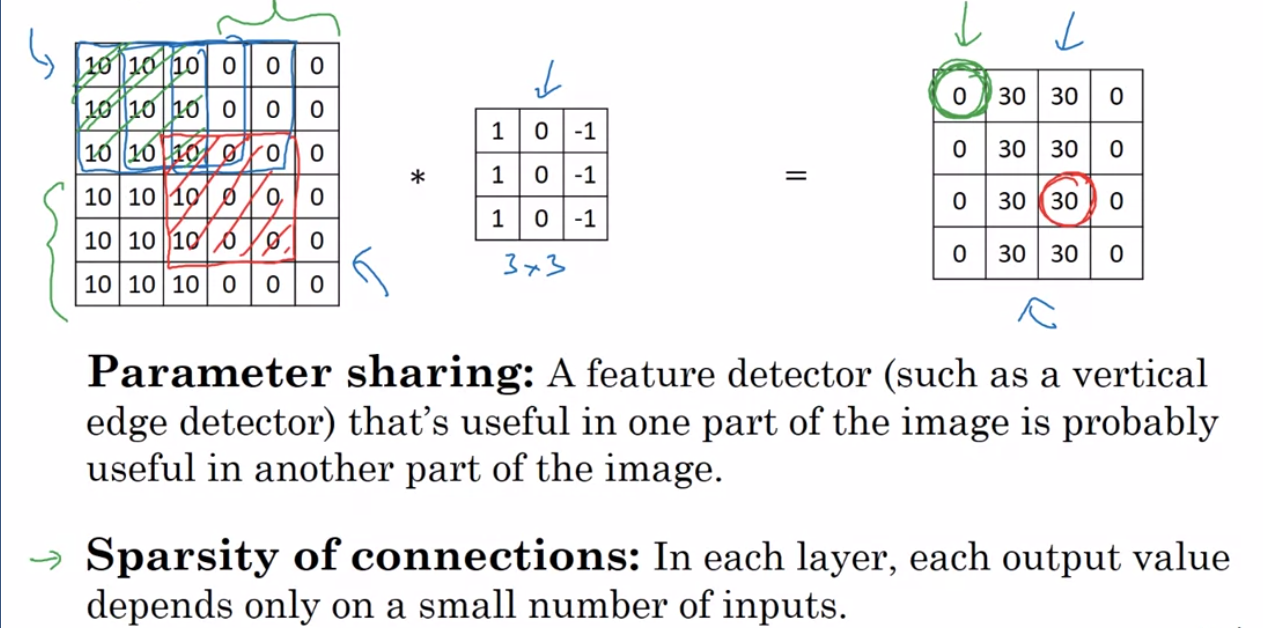 10 10 10 0 0 0
10 10 10 0 0 0
10 10 10 0 0 0
10 10 10 0 0 0
10 10 10 0 0 0
10 10 10 0 0 0
*
1 0 -1
1 0 -1
1 0 -1
3×3
=
0 30 30 0
0 30 30 0
0 30 30 0
0 30 30 0
Parameter sharing: A feature detector (such as a vertical
edge detector) that’s useful in one part of the image is probably
useful in another part of the image.
→ Sparsity of connections: In each layer, each output value
depends only on a small number of inputs.